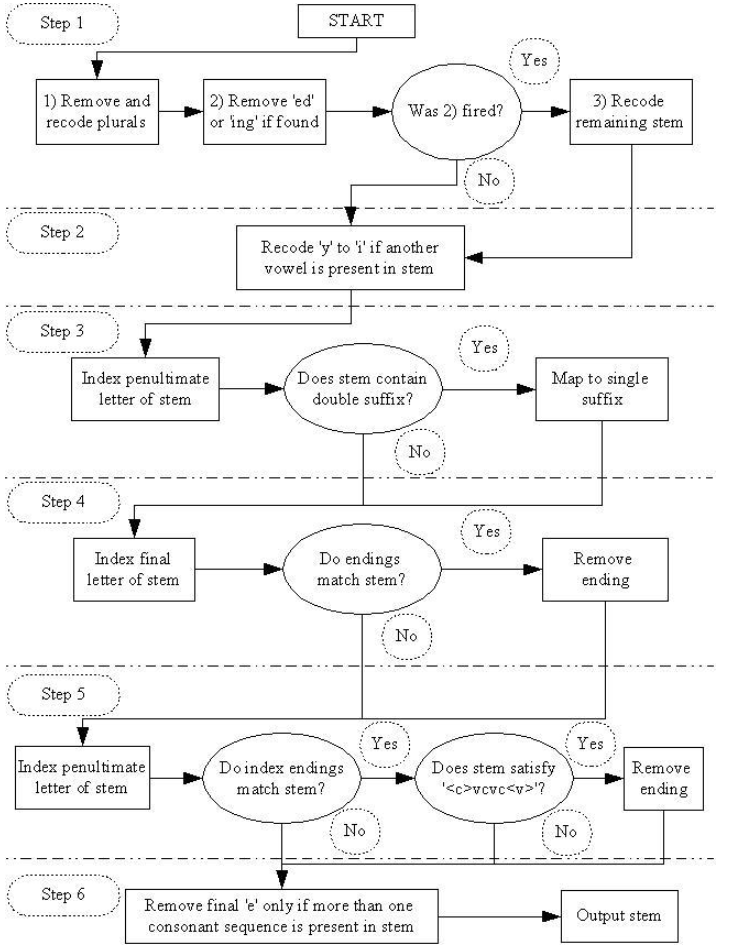 Step 1
START
1) Remove and
recode plurals
2) Remove 'ed'
or 'ing' if found
Was 2) fired?
Yes
3) Recode
remaining stem
No
Step 2
Recode 'y' to 'i' if another
vowel is present in stem
Step 3
Index penultimate
letter of stem
Does stem contain
double suffix?
Yes
Map to single
suffix
No
Step 4
Index final
letter of stem
Do endings
match stem?
Yes
Remove
ending
No
Step 5
Index penultimate
letter of stem
Do index endings
match stem?
Yes
Does stem satisfy
'<c>vcvc<v>'?
Yes
Remove
ending
No
No
Step 6
Remove final 'e' only if more than one
consonant sequence is present in stem
Output stem